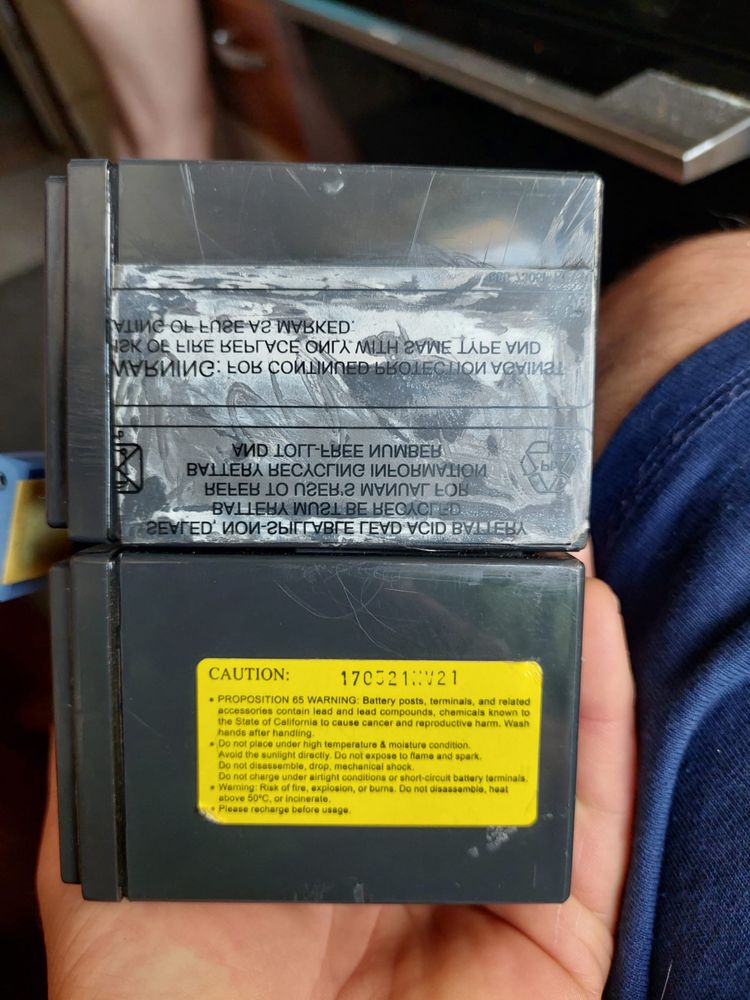 SEALED, NON-SPILLABLE LEAD ACID BATTERY
BATTERY MUST BE RECYCLED
REFER TO USER'S MANUAL FOR
BATTERY RECYCLING INFORMATION
AND TOLL-FREE NUMBER
Pb
WARNING: FOR CONTINUED PROTECTION AGAINST
ISK OF FIRE REPLACE ONLY WITH SAME TYPE AND
ATING OF FUSE AS MARKED.
CAUTION:
• PROPOSITION 65 WARNING: Battery posts, terminals, and related
accessories contain lead and lead compounds, chemicals known to
the State of California to cause cancer and reproductive harm. Wash
hands after handling.
• Do not place under high temperature & moisture condition.
Avoid the sunlight directly. Do not expose to flame and spark.
Do not disassemble, drop, mechanical shock.
Do not charge under airtight conditions or short-circuit battery terminals.
• Warning: Risk of fire, explosion, or burns. Do not disassemble, heat
above 50°C, or incinerate.
• Please recharge before usage.